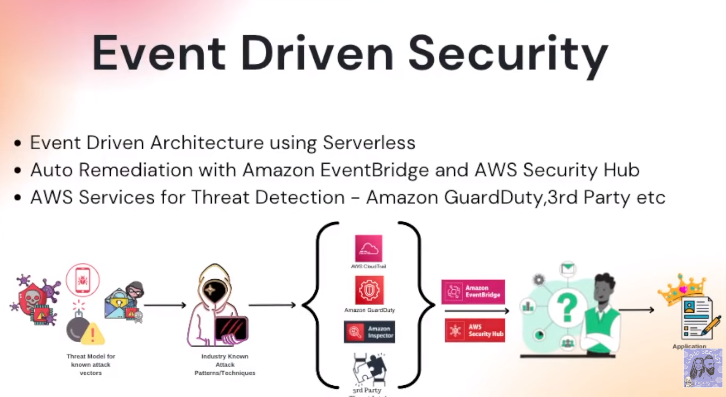 Event Driven Security
Event Driven Architecture using Serverless
Auto Remediation with Amazon EventBridge and AWS Security Hub
AWS Services for Threat Detection - Amazon GuardDuty,3rd Party etc
Threat Model for
known attack
vectors
Industry Known
Attack
Patterns/Techniques
AWS CloudTrail
Amazon GuardDuty
Amazon
Inspector
3rd Party
Amazon
EventBridge
AWS
Security Hub
Application